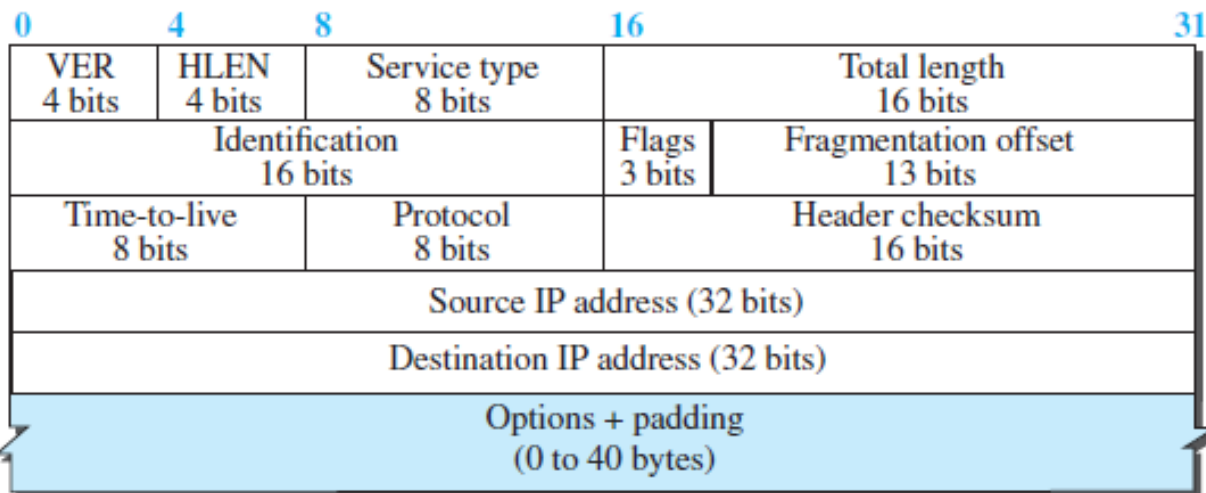 0 4 8 16 31
VER HLEN Service type Total length
4 bits 4 bits 8 bits 16 bits
Identification Flags Fragmentation offset
16 bits 3 bits 13 bits
Time-to-live Protocol Header checksum
8 bits 8 bits 16 bits
Source IP address (32 bits)
Destination IP address (32 bits)
Options + padding
(0 to 40 bytes)